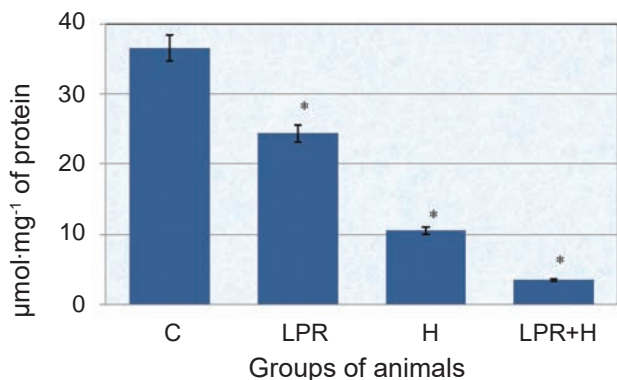 40
30
20
10
0
µmol·mg⁻¹ of protein
*
*
*
C LPR H LPR+H
Groups of animals